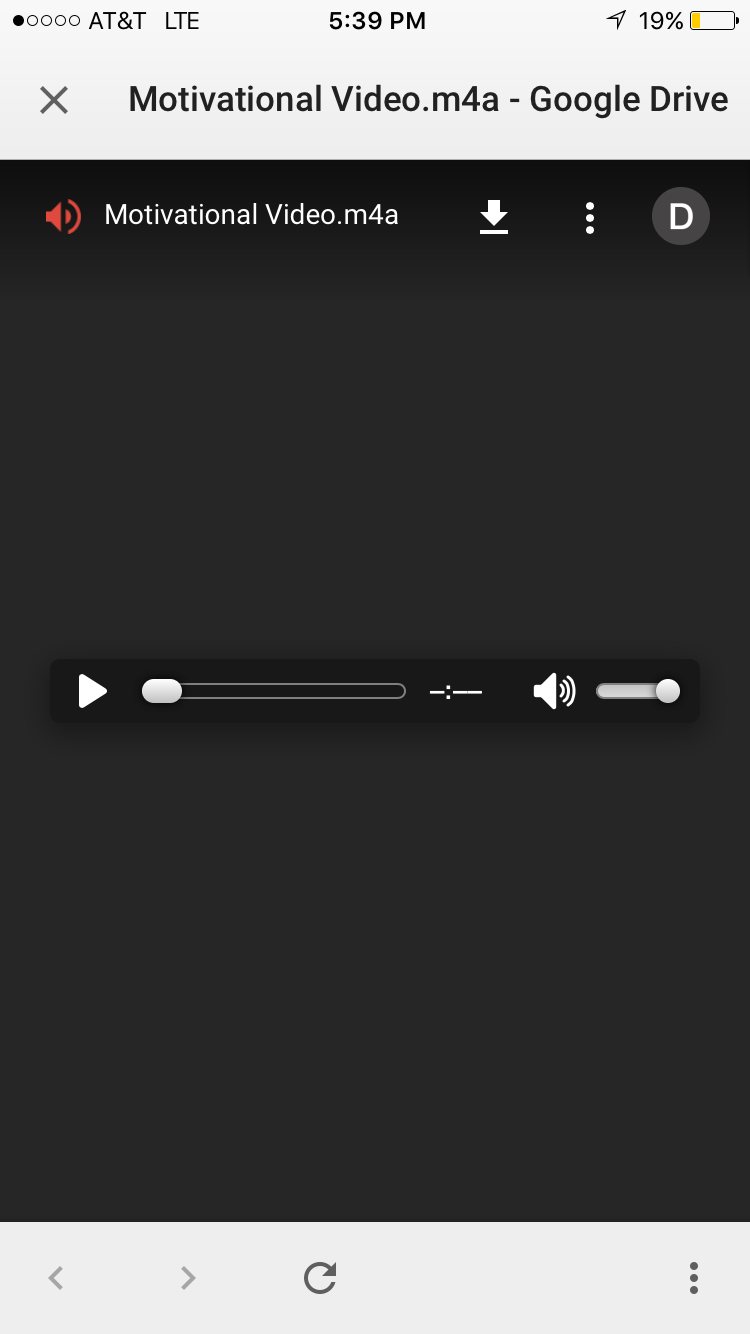 AT&T LTE 5:39 PM 19%
Motivational Video.m4a - Google Drive
Motivational Video.m4a D
--:--